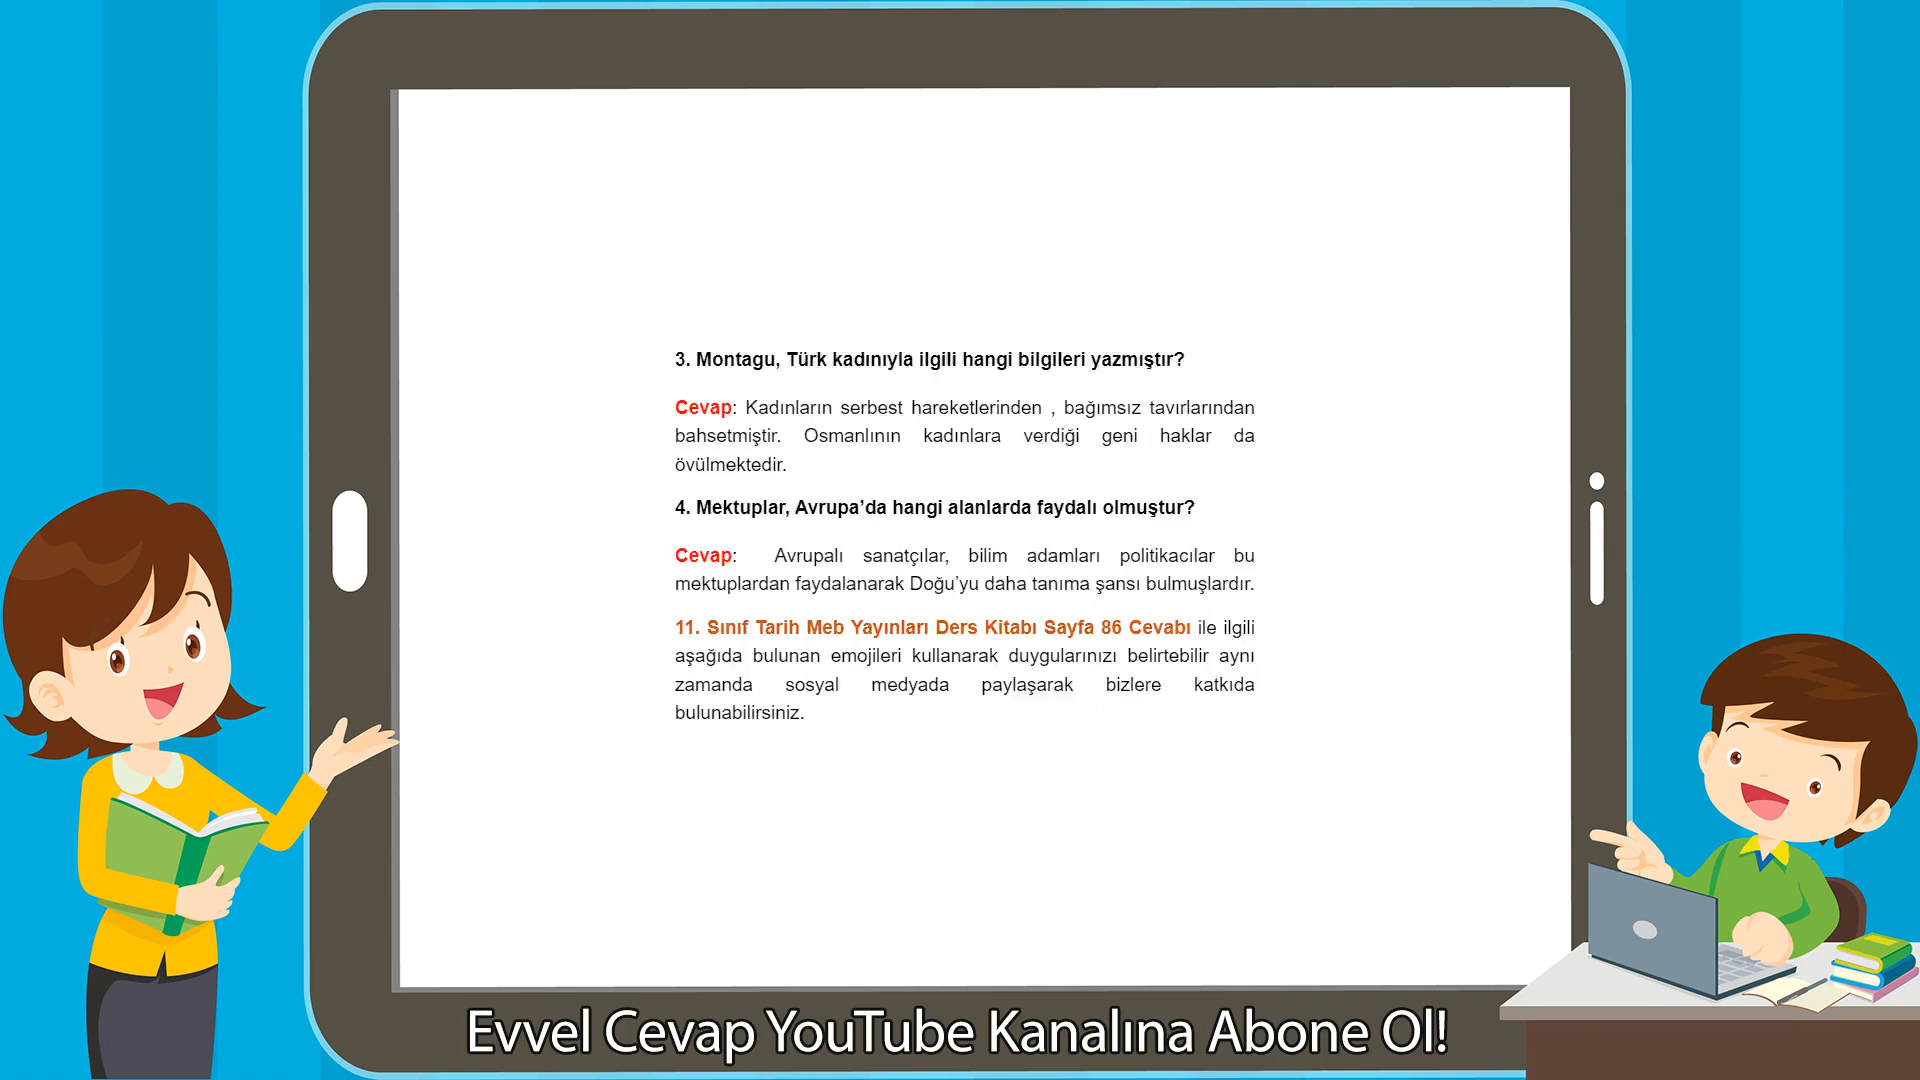 3. Montagu, Türk kadınıyla ilgili hangi bilgileri yazmıştır?
Cevap: Kadınların serbest hareketlerinden , bağımsız tavırlarından
bahsetmiştir. Osmanlının kadınlara verdiği geni haklar da
övülmektedir.
4. Mektuplar, Avrupa’da hangi alanlarda faydalı olmuştur?
Cevap: Avrupalı sanatçılar, bilim adamları politikacılar bu
mektuplardan faydalanarak Doğu’yu daha tanıma şansı bulmuşlardır.
11. Sınıf Tarih Meb Yayınları Ders Kitabı Sayfa 86 Cevabı ile ilgili
aşağıda bulunan emojileri kullanarak duygularınızı belirtebilir aynı
zamanda sosyal medyada paylaşarak bizlere katkıda
bulunabilirsiniz.
Evvel Cevap YouTube Kanalına Abone Ol!